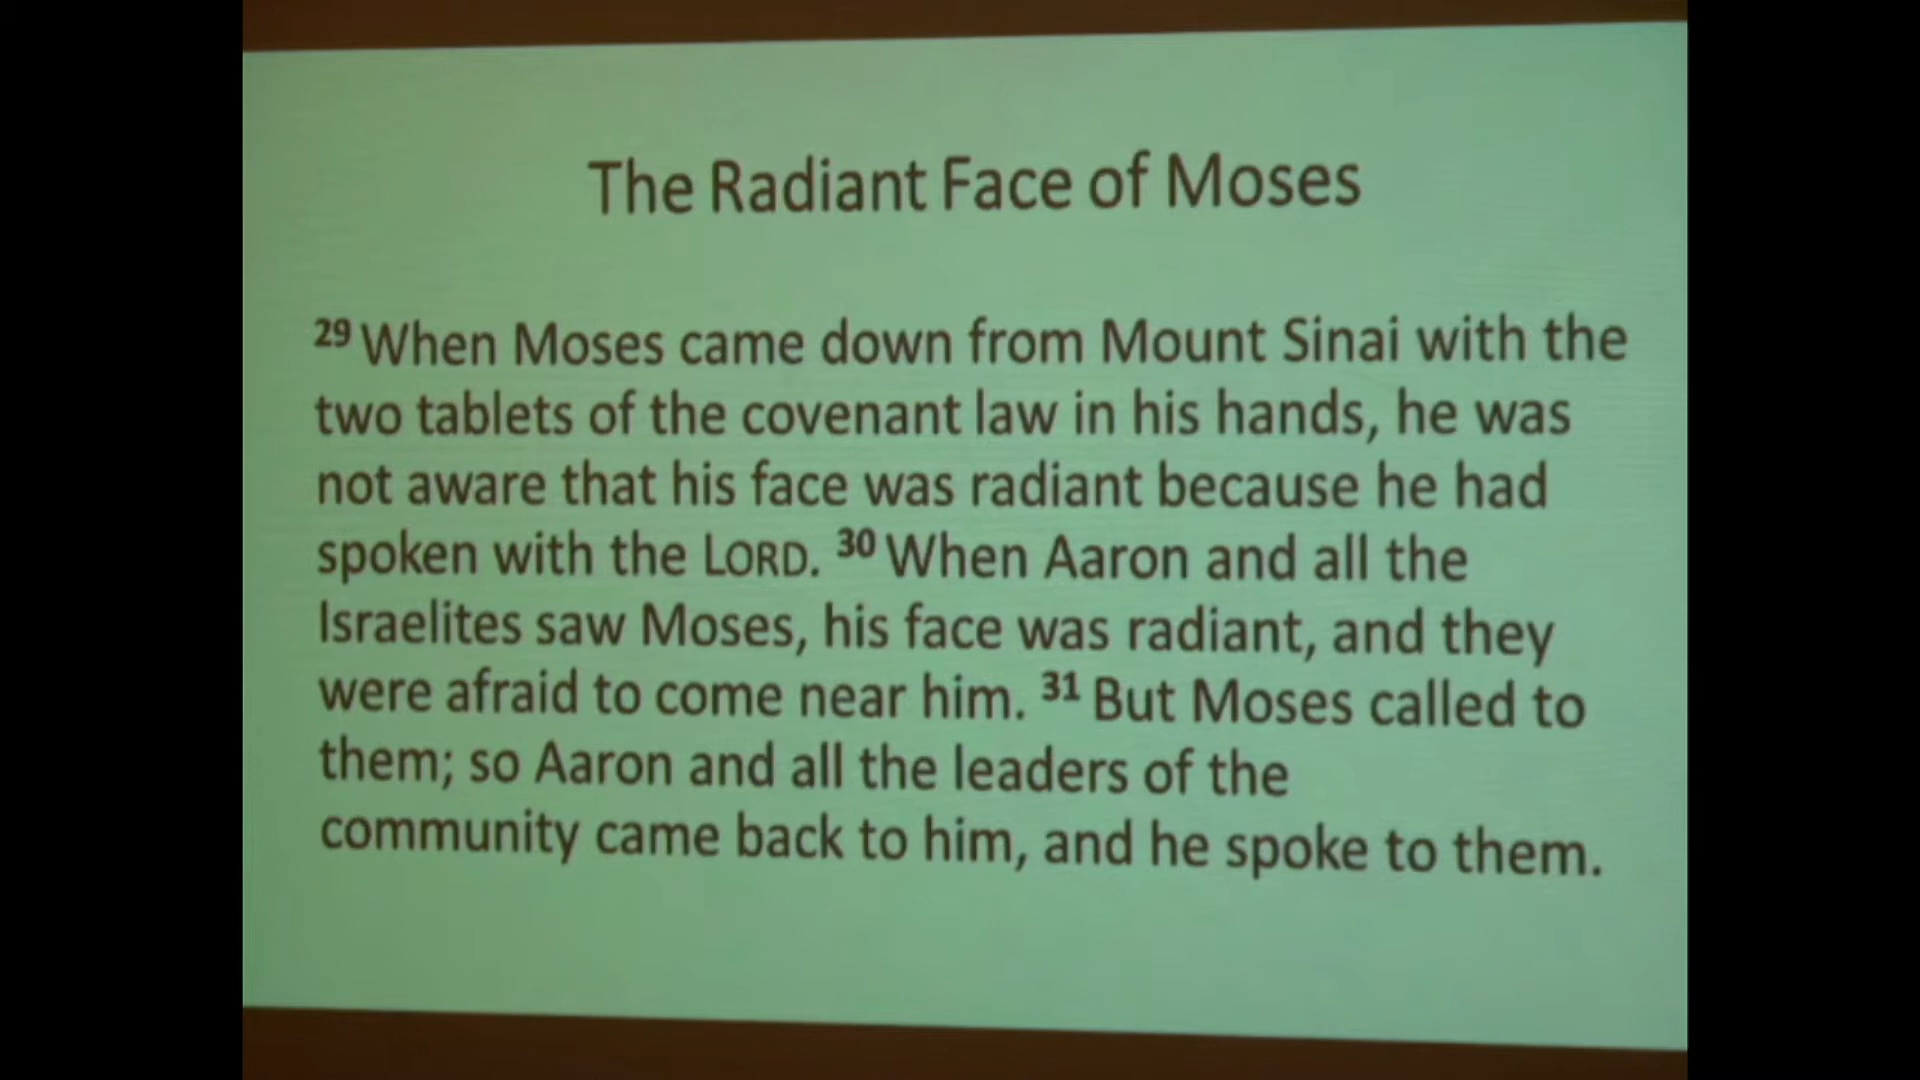 The Radiant Face of Moses
29 When Moses came down from Mount Sinai with the
two tablets of the covenant law in his hands, he was
not aware that his face was radiant because he had
spoken with the LORD. 30 When Aaron and all the
Israelites saw Moses, his face was radiant, and they
were afraid to come near him. 31 But Moses called to
them; so Aaron and all the leaders of the
community came back to him, and he spoke to them.